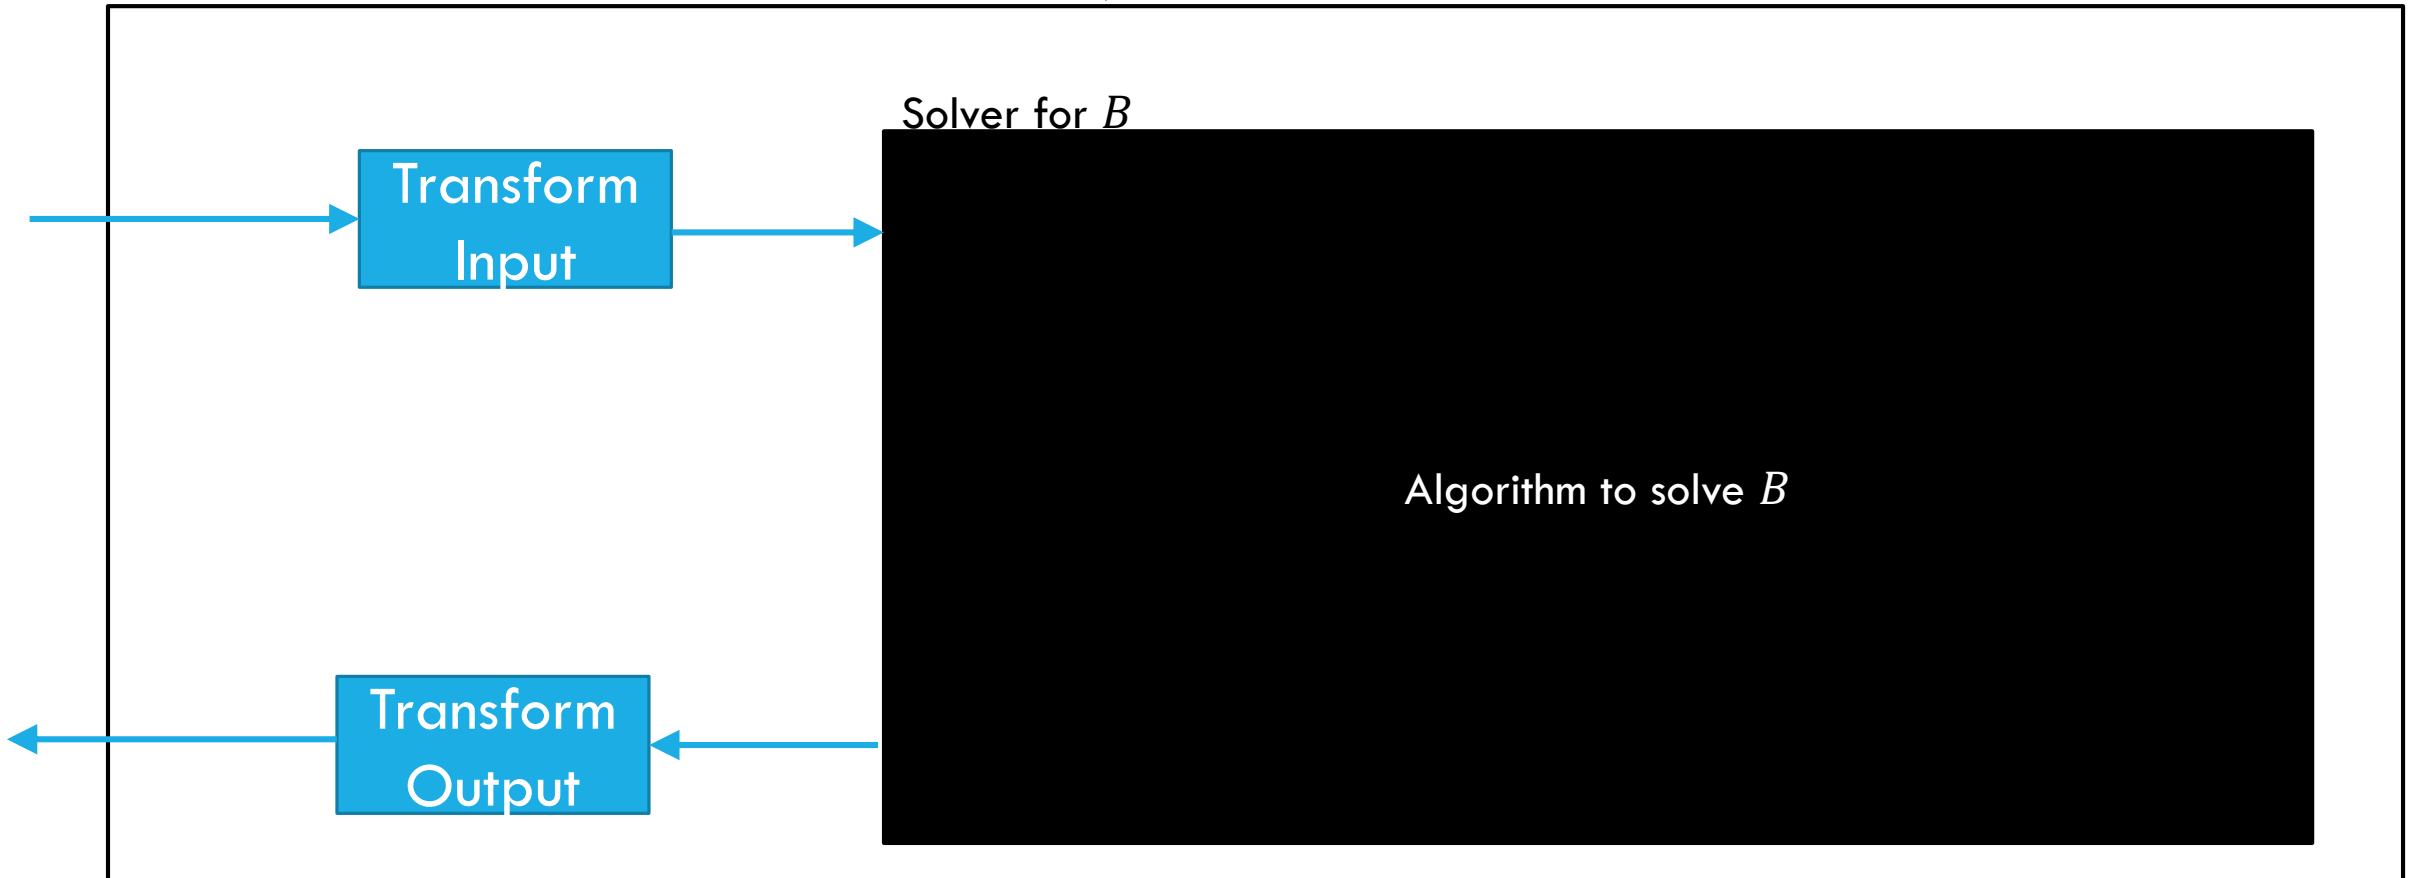 Solver for B
Transform
Input
Algorithm to solve B
Transform
Output